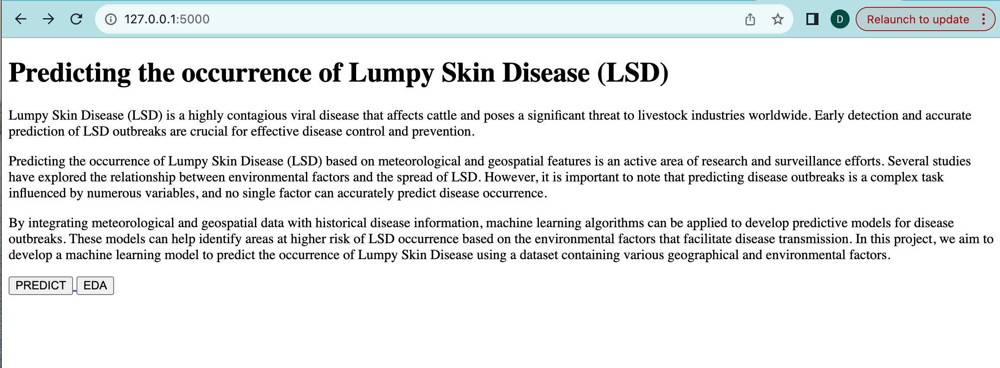 127.0.0.1:5000
D
Relaunch to update
Predicting the occurrence of Lumpy Skin Disease (LSD)
Lumpy Skin Disease (LSD) is a highly contagious viral disease that affects cattle and poses a significant threat to livestock industries worldwide. Early detection and accurate
prediction of LSD outbreaks are crucial for effective disease control and prevention.
Predicting the occurrence of Lumpy Skin Disease (LSD) based on meteorological and geospatial features is an active area of research and surveillance efforts. Several studies
have explored the relationship between environmental factors and the spread of LSD. However, it is important to note that predicting disease outbreaks is a complex task
influenced by numerous variables, and no single factor can accurately predict disease occurrence.
By integrating meteorological and geospatial data with historical disease information, machine learning algorithms can be applied to develop predictive models for disease
outbreaks. These models can help identify areas at higher risk of LSD occurrence based on the environmental factors that facilitate disease transmission. In this project, we aim to
develop a machine learning model to predict the occurrence of Lumpy Skin Disease using a dataset containing various geographical and environmental factors.
PREDICT EDA